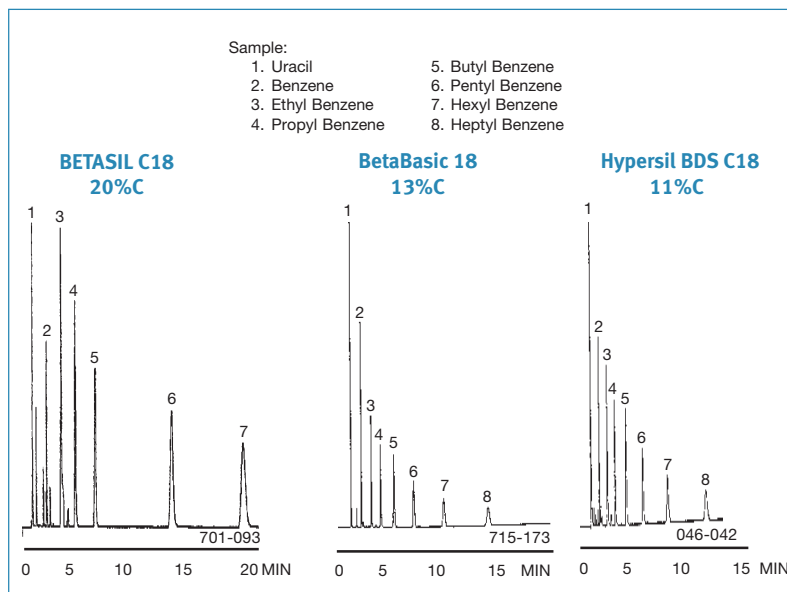 Sample:
1. Uracil
2. Benzene
3. Ethyl Benzene
4. Propyl Benzene
5. Butyl Benzene
6. Pentyl Benzene
7. Hexyl Benzene
8. Heptyl Benzene
BETASIL C18
20%C
1
2
3
4
5
6
7
701-093
0 5 10 15 20 MIN
BetaBasic 18
13%C
1
2
3
4
5
6
7
8
715-173
0 5 10 15 MIN
Hypersil BDS C18
11%C
1
2
3
4
5
6
7
8
046-042
0 5 10 15 MIN